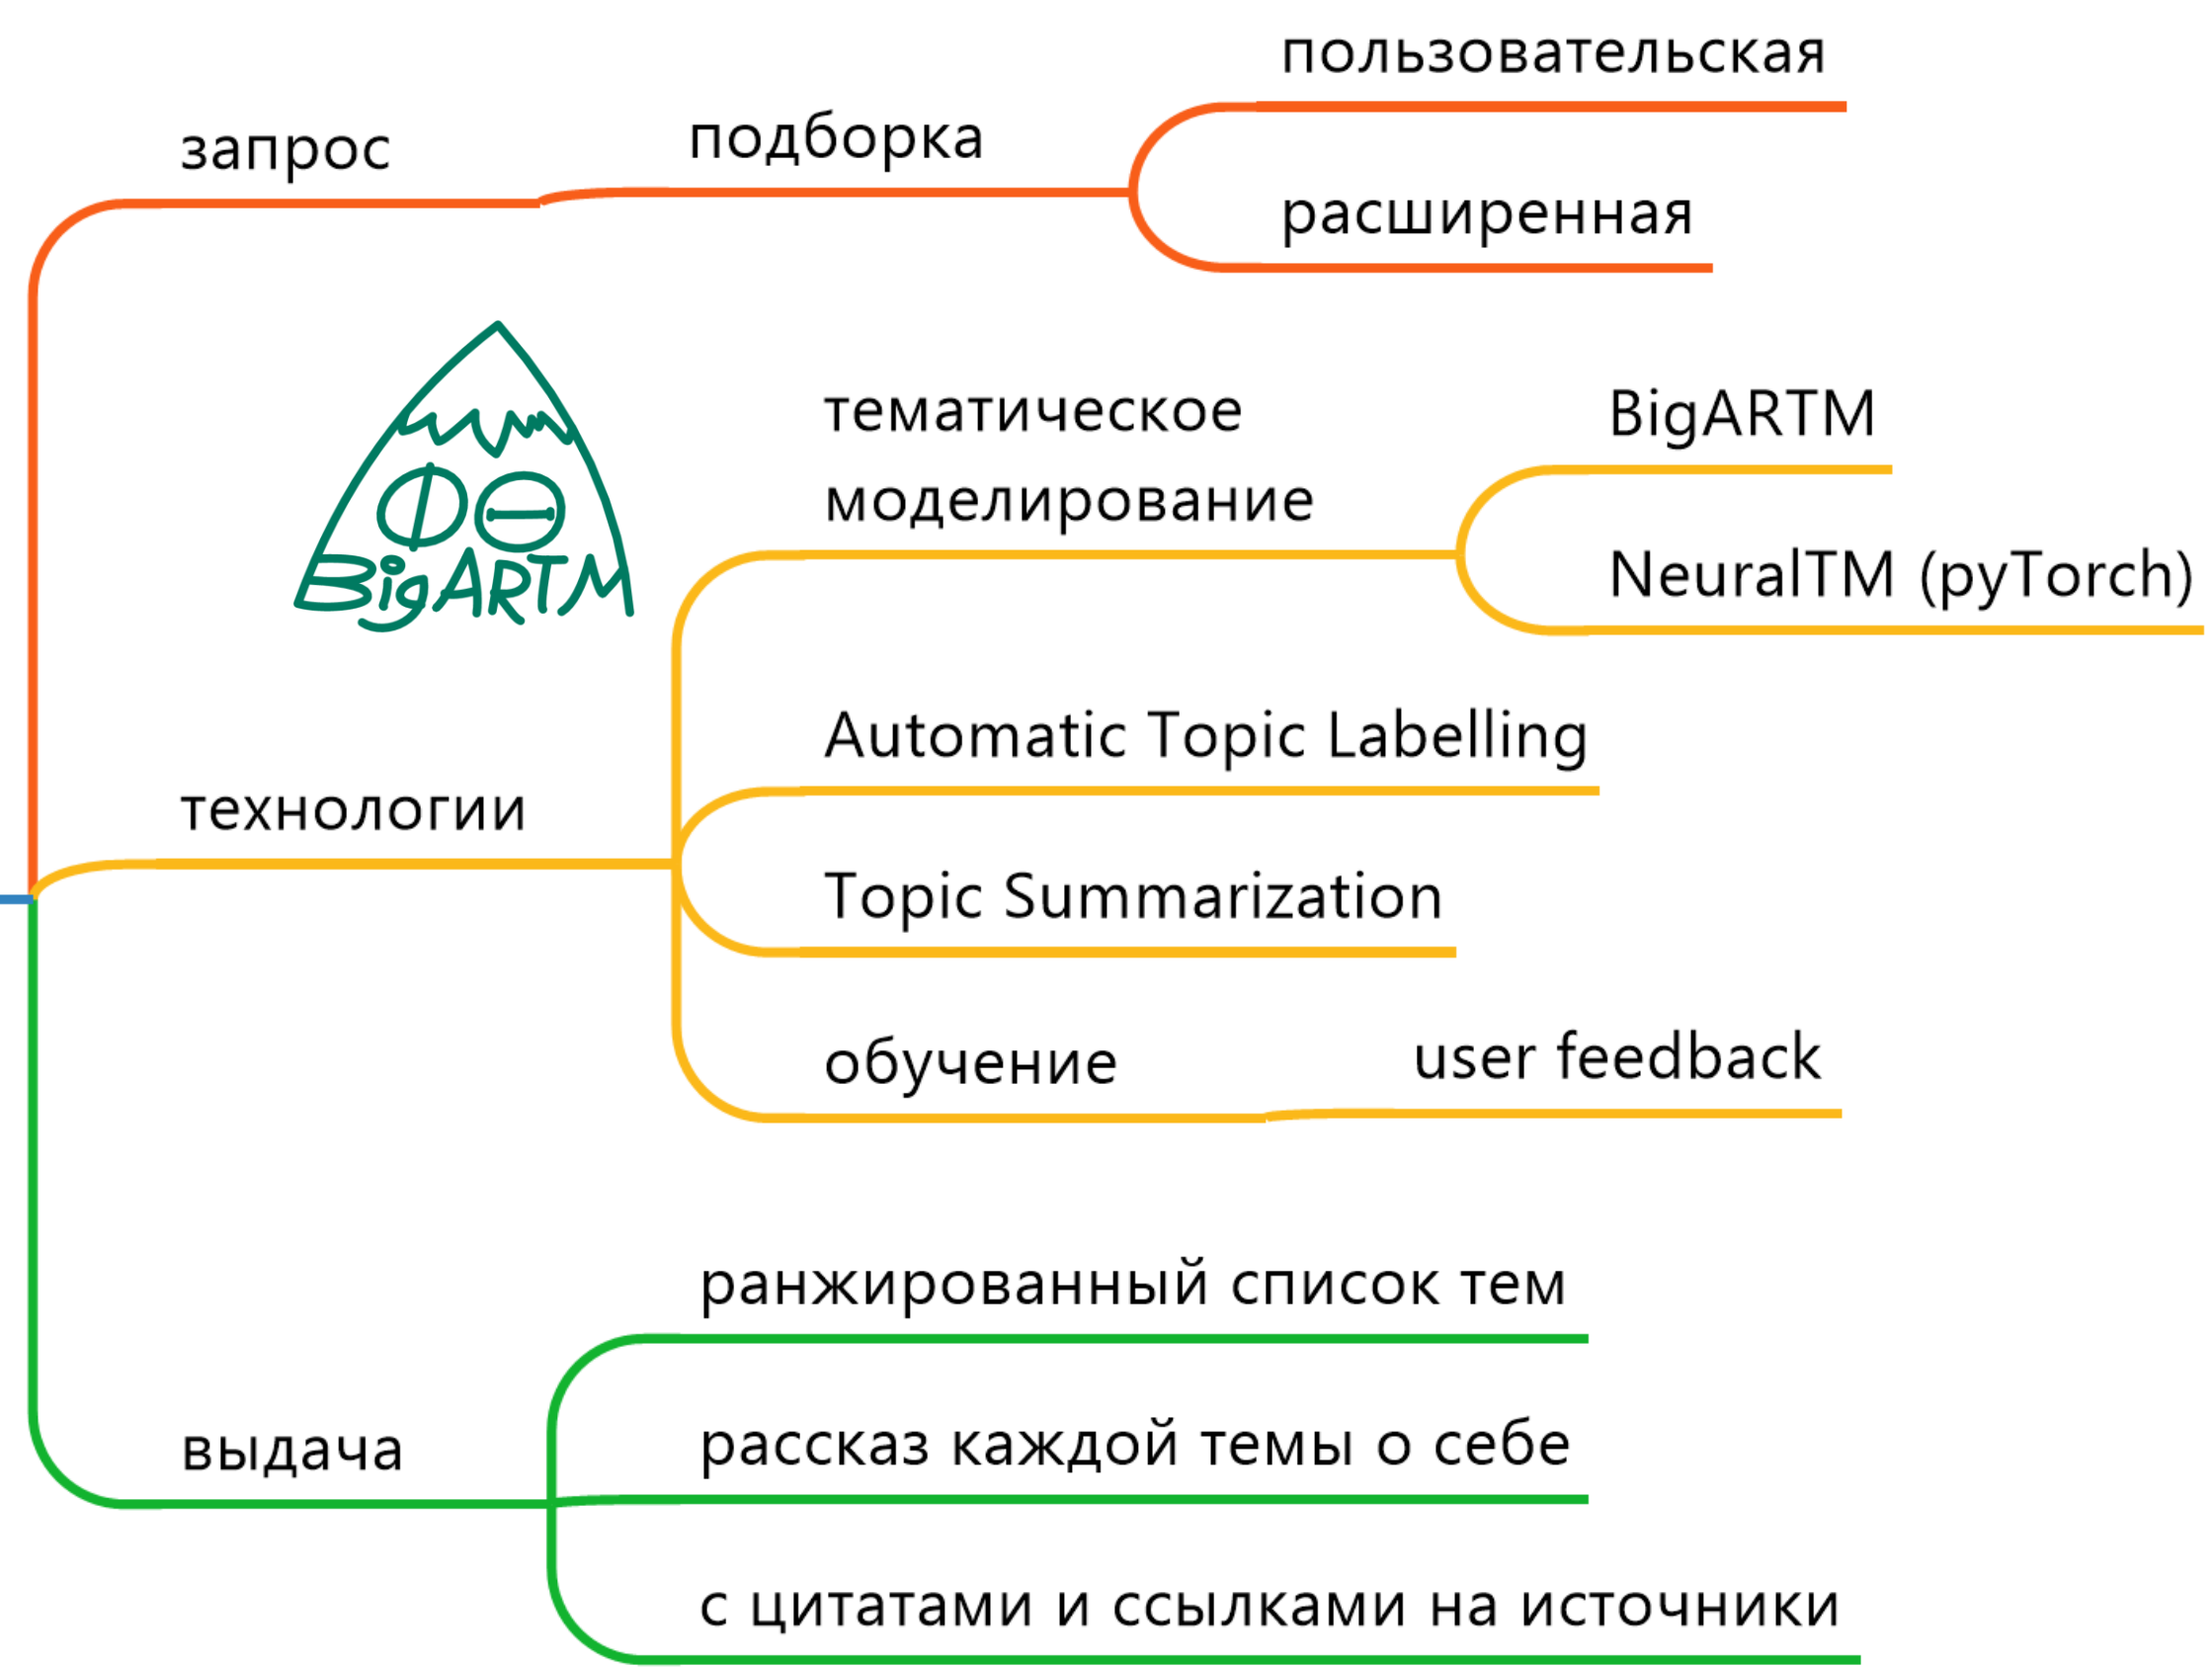 пользовательская
запрос
подборка
расширенная
тематическое
моделирование
BigARTM
NeuralTM (pyTorch)
ФӨ
BigARTM
Automatic Topic Labelling
технологии
Topic Summarization
обучение
user feedback
ранжированный список тем
выдача
рассказ каждой темы о себе
с цитатами и ссылками на источники